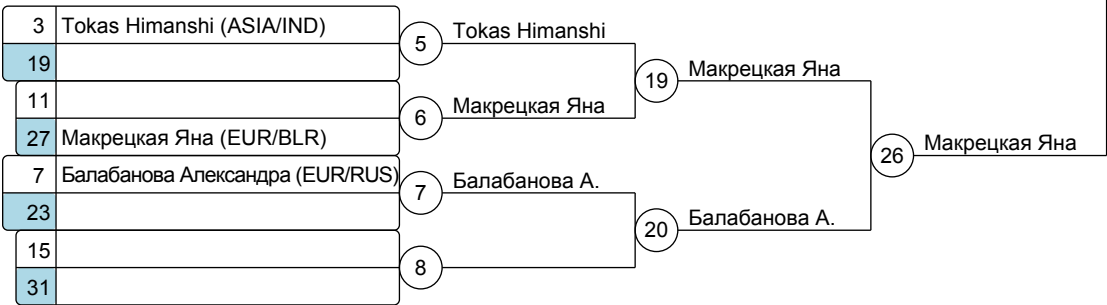 3 Tokas Himanshi (ASIA/IND)
19
11
27 Макрецкая Яна (EUR/BLR)
7 Балабанова Александра (EUR/RUS)
23
15
31
5 Tokas Himanshi
6 Макрецкая Яна
7 Балабанова А.
8
19 Макрецкая Яна
20 Балабанова А.
26 Макрецкая Яна